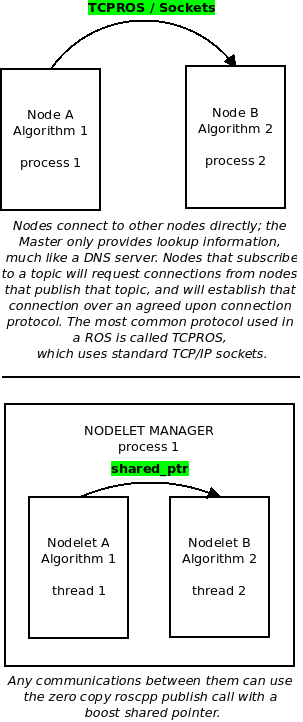 TCPROS / Sockets
Node A
Algorithm 1
process 1
Node B
Algorithm 2
process 2
Nodes connect to other nodes directly; the
Master only provides lookup information,
much like a DNS server. Nodes that subscribe
to a topic will request connections from nodes
that publish that topic, and will establish that
connection over an agreed upon connection
protocol. The most common protocol used in
a ROS is called TCPROS,
which uses standard TCP/IP sockets.
NODELET MANAGER
process 1
shared_ptr
Nodelet A
Algorithm 1
thread 1
Nodelet B
Algorithm 2
thread 2
Any communications between them can use
the zero copy roscpp publish call with a
boost shared pointer.